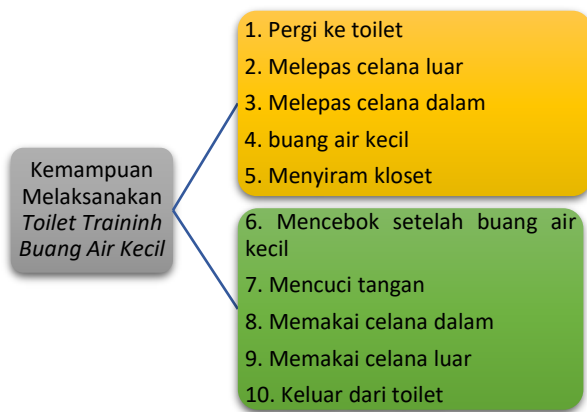 Kemampuan
Melaksanakan
Toilet Traininh
Buang Air Kecil
1. Pergi ke toilet
2. Melepas celana luar
3. Melepas celana dalam
4. buang air kecil
5. Menyiram kloset
6. Mencebok setelah buang air
kecil
7. Mencuci tangan
8. Memakai celana dalam
9. Memakai celana luar
10. Keluar dari toilet